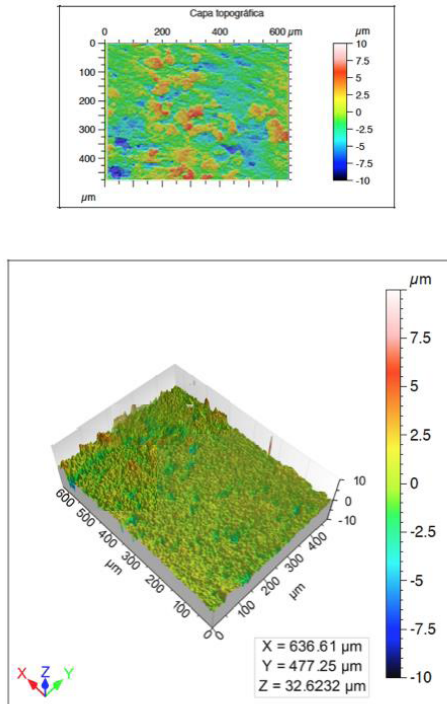 Capa topográfica
0 200 400 600 µm
0
100
200
300
400
µm
10
7.5
5
2.5
0
-2.5
-5
-7.5
-10
µm
10
7.5
5
2.5
0
-2.5
-5
-7.5
-10
10
0
-10
600 500 400 300 200 100 0
µm
0 100 200 300 400
µm
X = 636.61 µm
Y = 477.25 µm
Z = 32.6232 µm
X Z Y